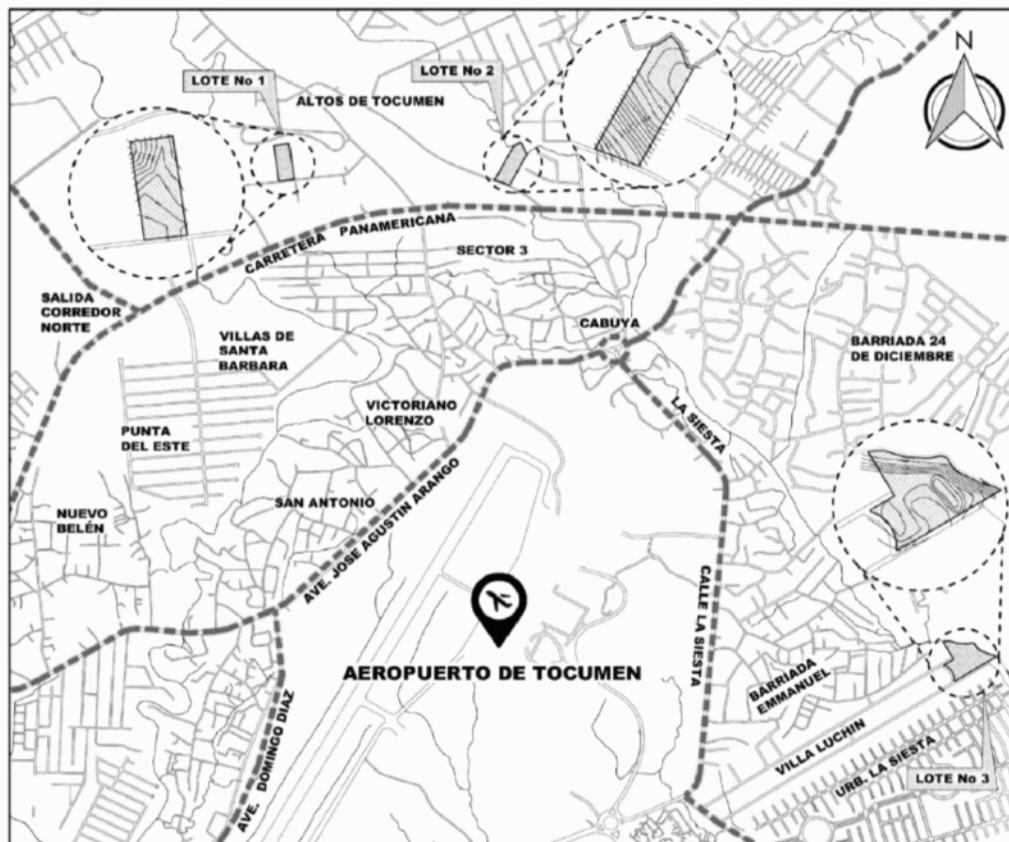 N
LOTE No 1
LOTE No 2
ALTOS DE TOCUMEN
CARRETERA PANAMERICANA
SECTOR 3
SALIDA
CORREDOR
NORTE
CABUYA
VILLAS DE
SANTA
BARBARA
BARRIADA 24
DE DICIEMBRE
VICTORIANO
LORENZO
LA SIESTA
PUNTA
DEL ESTE
SAN ANTONIO
NUEVO
BELÉN
AVE. JOSE AGUSTIN ARANGO
CALLE LA SIESTA
AEROPUERTO DE TOCUMEN
BARRIADA
EMMANUEL
AVE. DOMINGO DIAZ
VILLA LUCHIN
URB. LA SIESTA
LOTE No 3